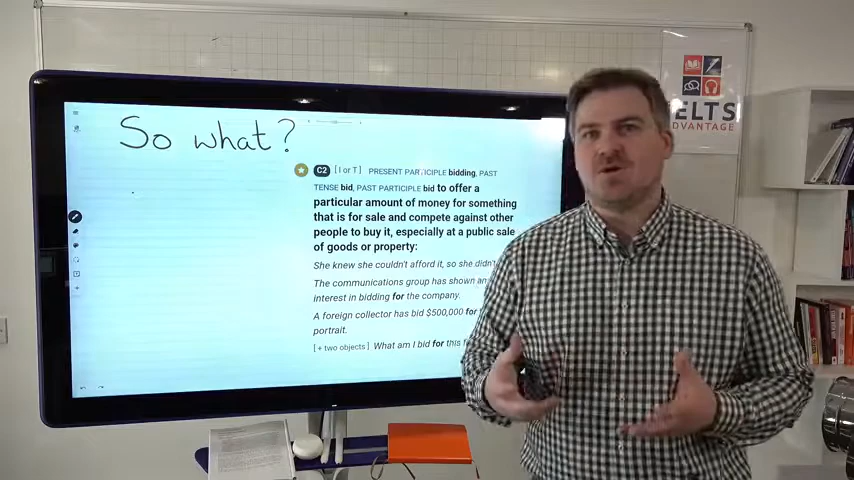 So what?
C2 [ I or T ] PRESENT PARTICIPLE bidding, PAST
TENSE bid, PAST PARTICIPLE bid to offer a
particular amount of money for something
that is for sale and compete against other
people to buy it, especially at a public sale
of goods or property:
She knew she couldn't afford it, so she didn't
The communications group has shown an
interest in bidding for the company.
A foreign collector has bid $500,000 for
portrait.
[ + two objects ] What am I bid for this
IELTS
ADVANTAGE